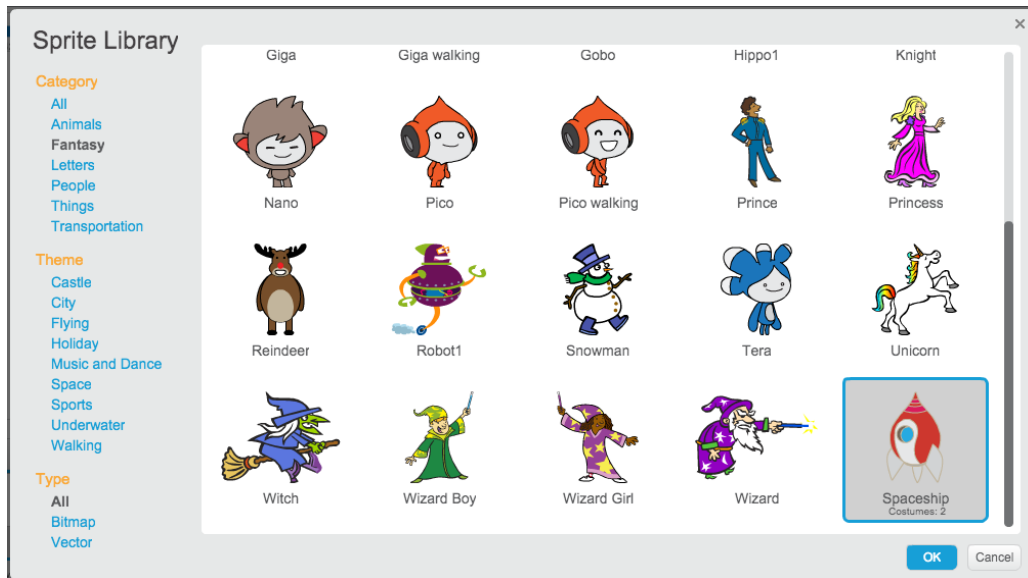 Sprite Library
Category
All
Animals
Fantasy
Letters
People
Things
Transportation
Theme
Castle
City
Flying
Holiday
Music and Dance
Space
Sports
Underwater
Walking
Type
All
Bitmap
Vector
Giga Giga walking Gobo Hippo1 Knight
Nano Pico Pico walking Prince Princess
Reindeer Robot1 Snowman Tera Unicorn
Witch Wizard Boy Wizard Girl Wizard Spaceship
Costumes: 2
OK Cancel